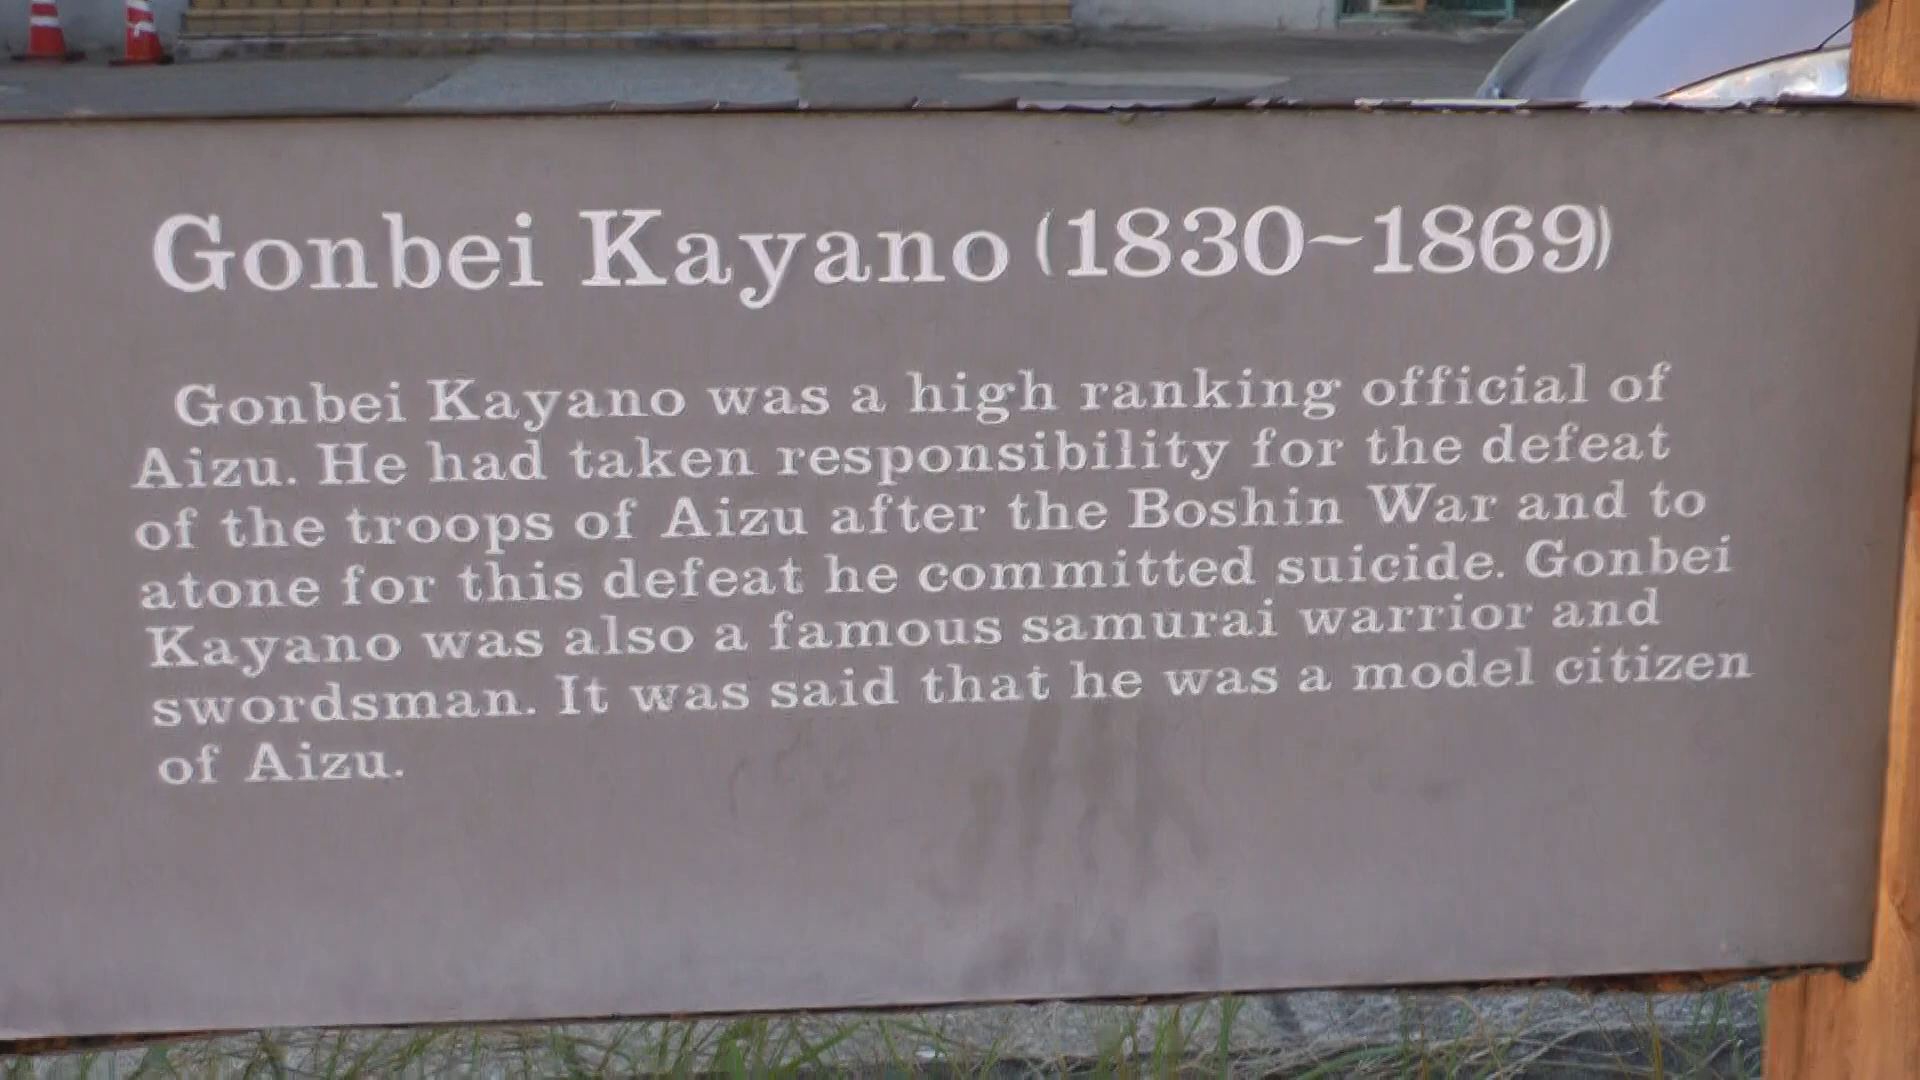 Gonbei Kayano (1830~1869)
Gonbei Kayano was a high ranking official of
Aizu. He had taken responsibility for the defeat
of the troops of Aizu after the Boshin War and to
atone for this defeat he committed suicide. Gonbei
Kayano was also a famous samurai warrior and
swordsman. It was said that he was a model citizen
of Aizu.